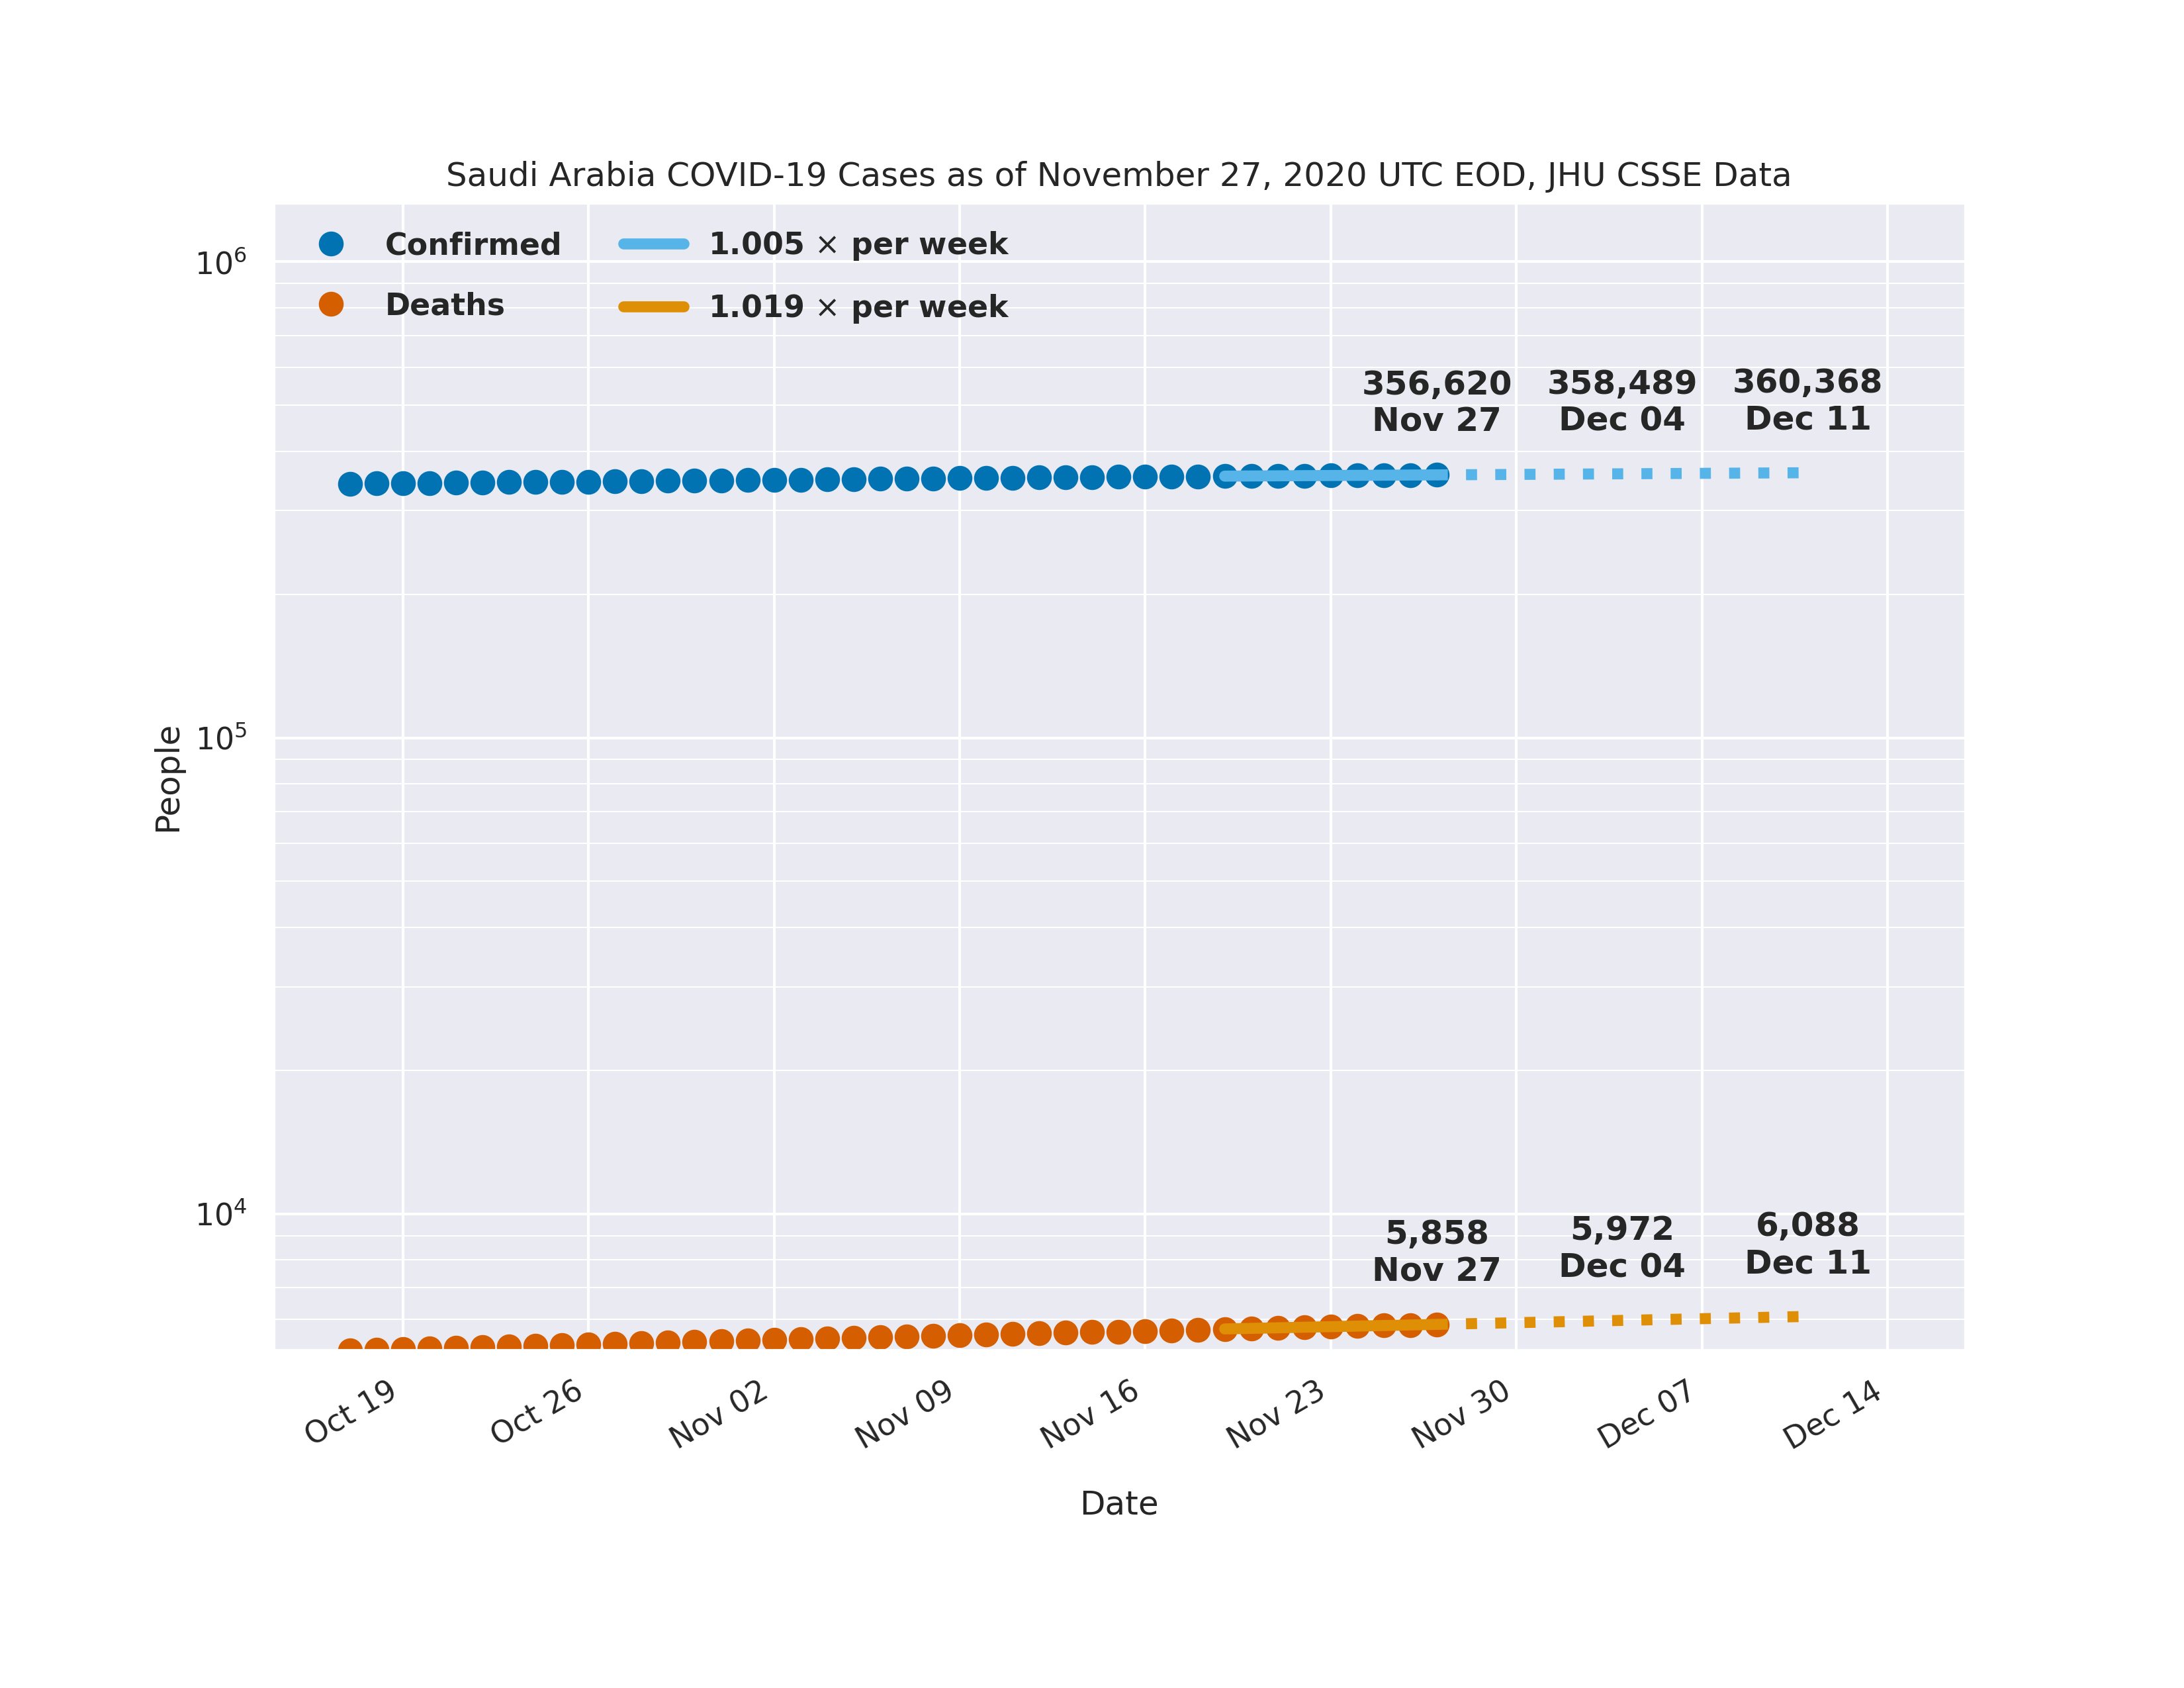 Saudi Arabia COVID-19 Cases as of November 27, 2020 UTC EOD, JHU CSSE Data
Confirmed
Deaths
1.005 × per week
1.019 × per week
10⁶
10⁵
10⁴
People
356,620
Nov 27
358,489
Dec 04
360,368
Dec 11
5,858
Nov 27
5,972
Dec 04
6,088
Dec 11
Oct 19
Oct 26
Nov 02
Nov 09
Nov 16
Nov 23
Nov 30
Dec 07
Dec 14
Date